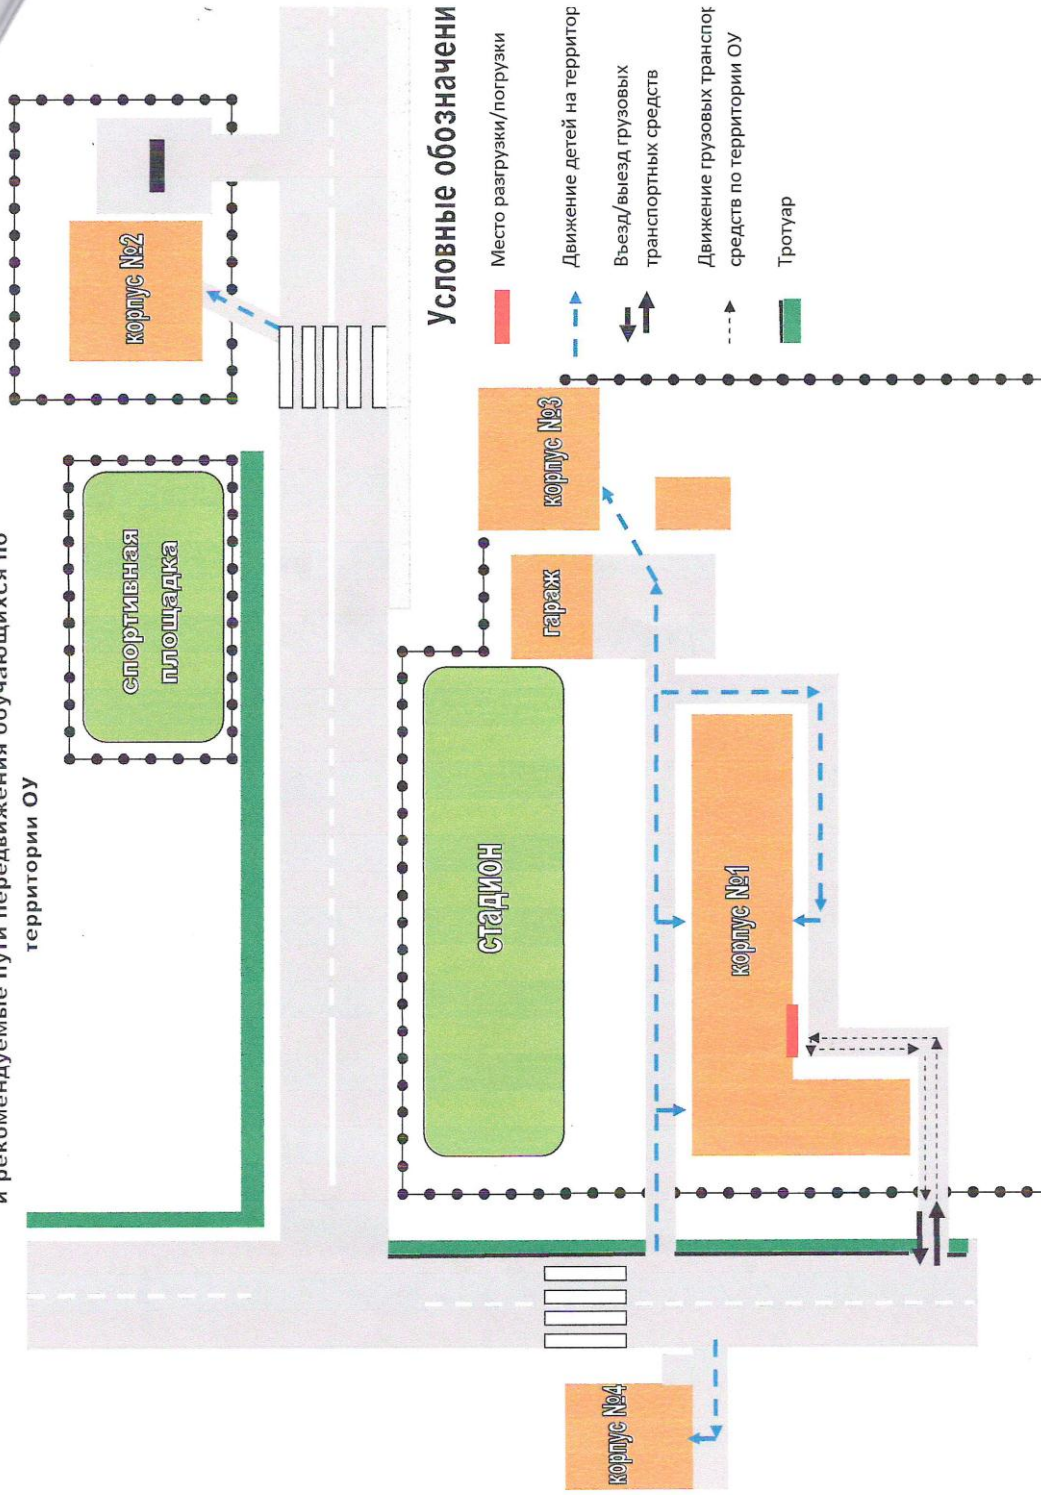 и рекомендуемые пути передвижения обучающихся по
территории ОУ
спортивная
площадка
корпус №2
стадион
гараж
корпус №3
корпус №1
корпус №4
Условные обозначени
Место разгрузки/погрузки
Движение детей на территор
Въезд/выезд грузовых
транспортных средств
Движение грузовых транспор
средств по территории ОУ
Тротуар